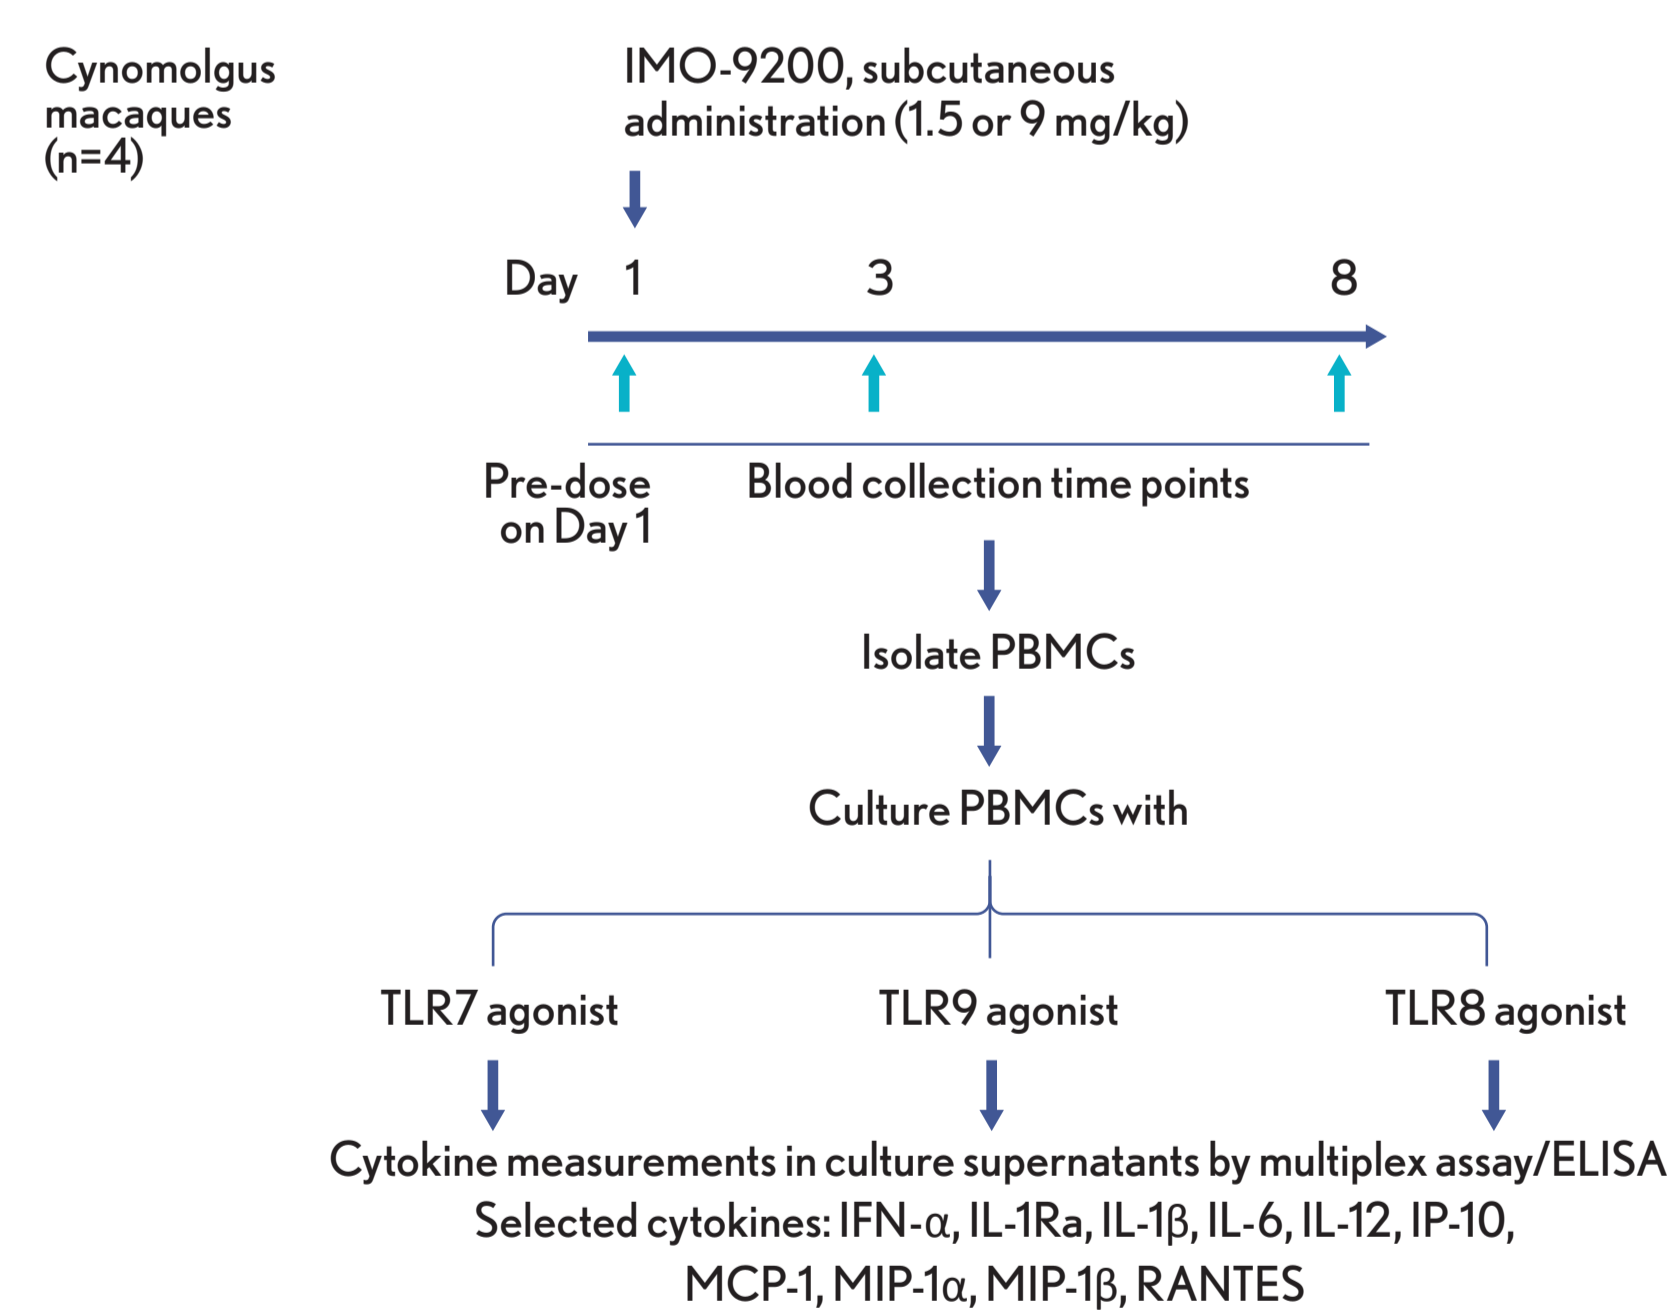 Cynomolgus
macaques
(n=4)
IMO-9200, subcutaneous
administration (1.5 or 9 mg/kg)
Day 1 3 8
Pre-dose
on Day 1
Blood collection time points
Isolate PBMCs
Culture PBMCs with
TLR7 agonist TLR9 agonist TLR8 agonist
Cytokine measurements in culture supernatants by multiplex assay/ELISA
Selected cytokines: IFN-α, IL-1Ra, IL-1β, IL-6, IL-12, IP-10,
MCP-1, MIP-1α, MIP-1β, RANTES